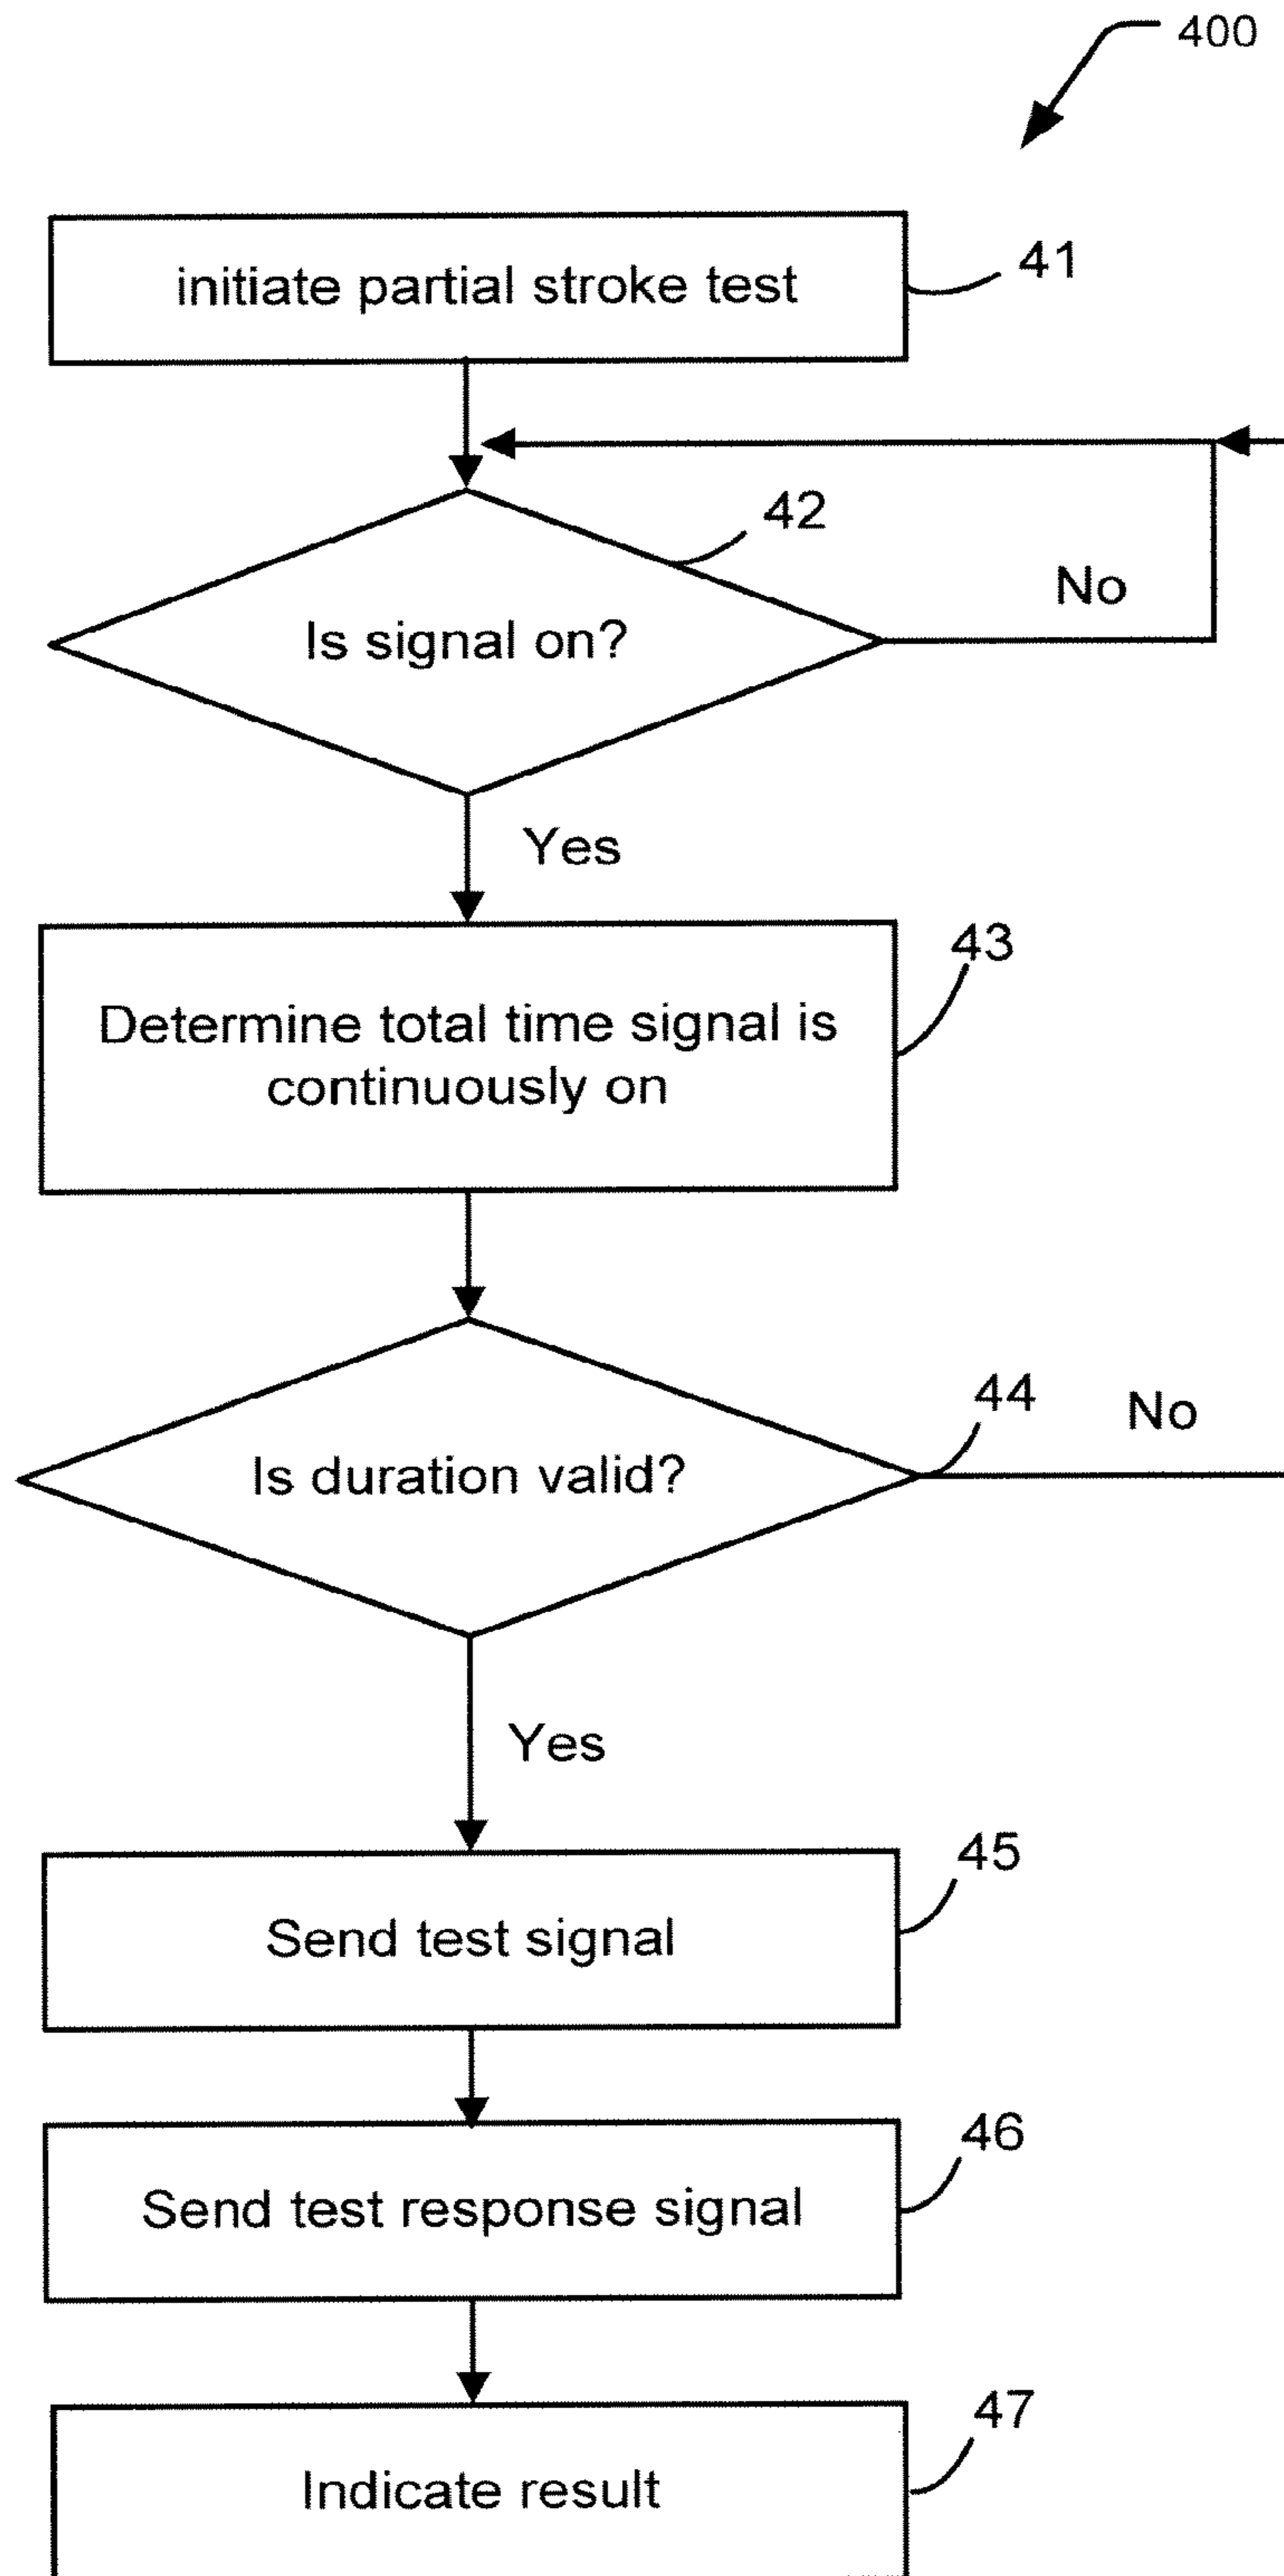 400
initiate partial stroke test
41
42
Is signal on?
No
Yes
43
Determine total time signal is
continuously on
44
No
Is duration valid?
Yes
45
Send test signal
46
Send test response signal
47
Indicate result